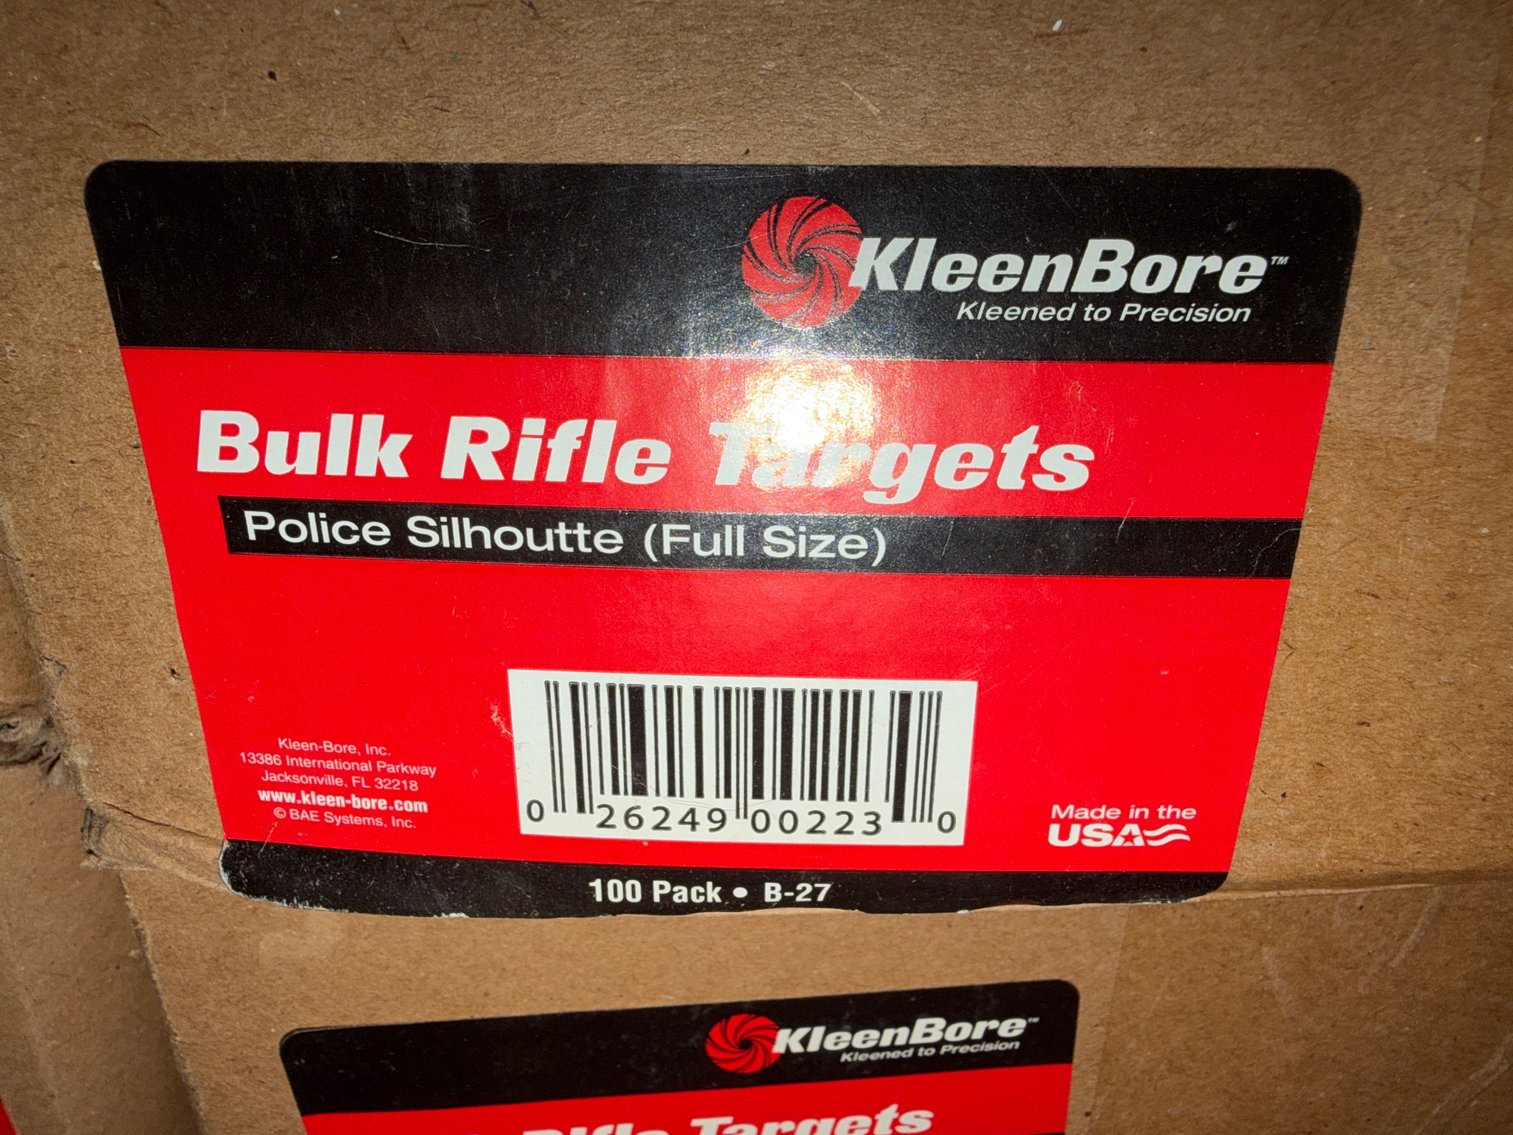 KleenBore™
Kleened to Precision
Bulk Rifle Targets
Police Silhoutte (Full Size)
Kleen-Bore, Inc.
13386 International Parkway
Jacksonville, FL 32218
www.kleen-bore.com
© BAE Systems, Inc.
0 26249 00223 0
Made in the
USA
100 Pack • B-27
KleenBore™
Kleened to Precision
Rifle Targets